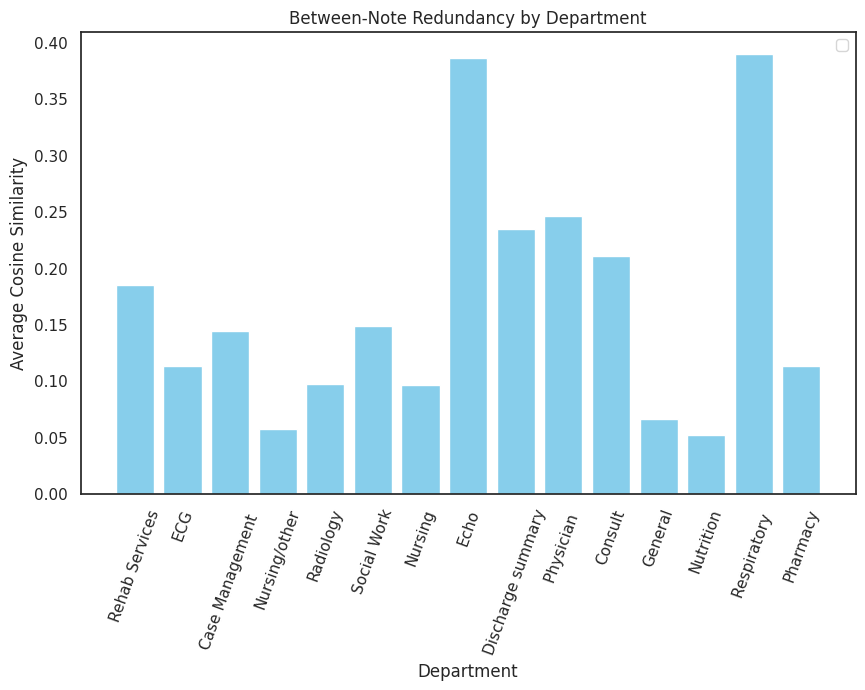 Between-Note Redundancy by Department
Average Cosine Similarity
0.40
0.35
0.30
0.25
0.20
0.15
0.10
0.05
0.00
Rehab Services
ECG
Case Management
Nursing/other
Radiology
Social Work
Nursing
Echo
Discharge summary
Physician
Consult
General
Nutrition
Respiratory
Pharmacy
Department